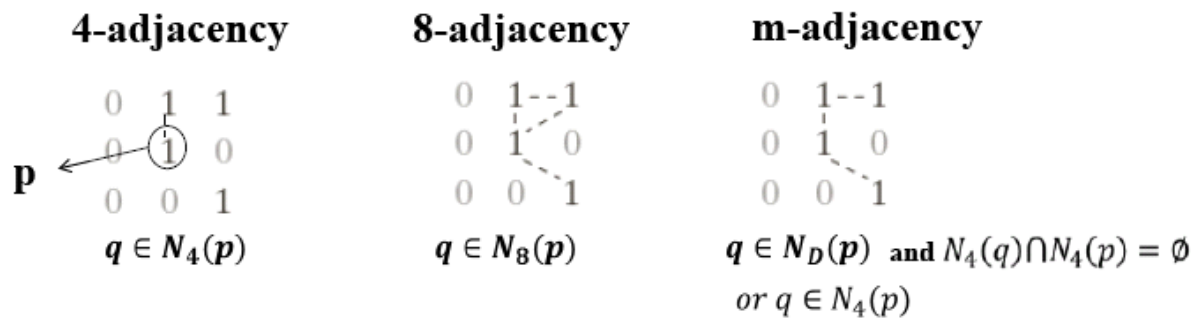 4-adjacency 8-adjacency m-adjacency
0 1 1 0 1 1 0 1 1
0 1 0 0 1 0 0 1 0
p
0 0 1 0 0 1 0 0 1
q ∈ N₄(p) q ∈ N₈(p) q ∈ N_D(p) and N₄(q)∩N₄(p) = ∅
or q ∈ N₄(p)